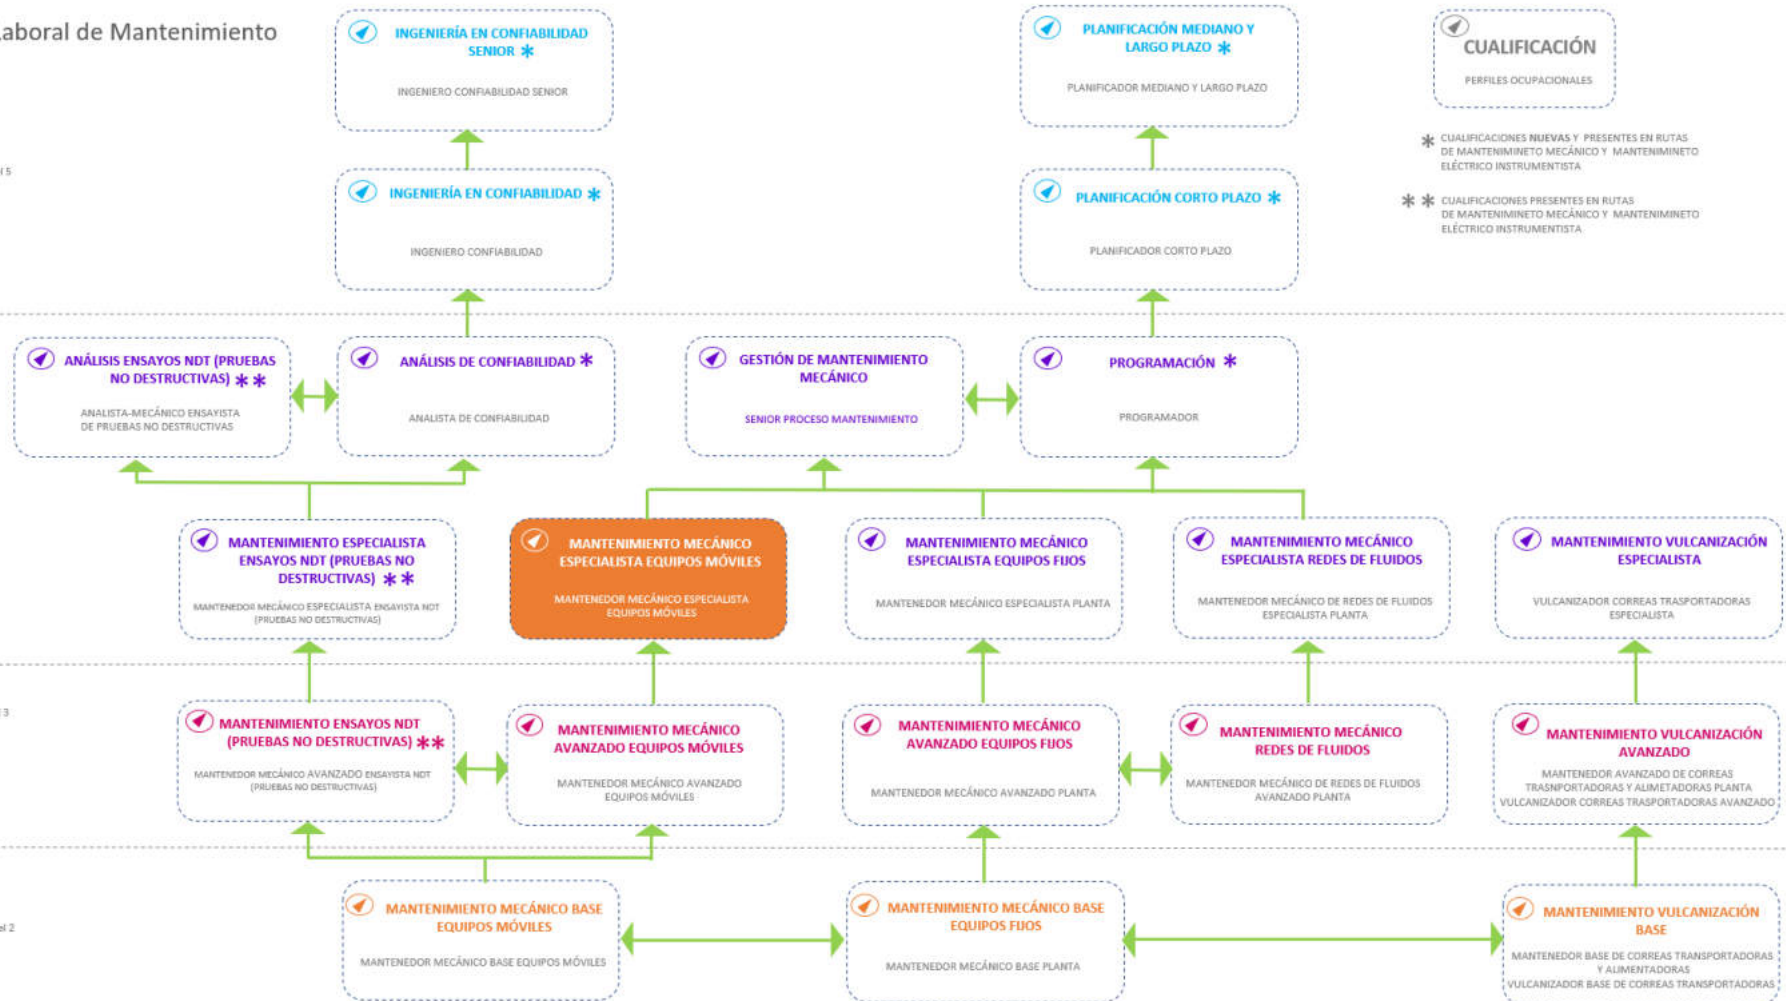 aboral de Mantenimiento
INGENIERÍA EN CONFIABILIDAD
SENIOR *
INGENIERO CONFIABILIDAD SENIOR
PLANIFICACIÓN MEDIANO Y
LARGO PLAZO *
PLANIFICADOR MEDIANO Y LARGO PLAZO
CUALIFICACIÓN
PERFILES OCUPACIONALES
* CUALIFICACIONES NUEVAS Y PRESENTES EN RUTAS
DE MANTENIMINETO MECÁNICO Y MANTENIMINETO
ELÉCTRICO INSTRUMENTISTA
* * CUALIFICACIONES PRESENTES EN RUTAS
DE MANTENIMINETO MECÁNICO Y MANTENIMINETO
ELÉCTRICO INSTRUMENTISTA
l 5
INGENIERÍA EN CONFIABILIDAD *
INGENIERO CONFIABILIDAD
PLANIFICACIÓN CORTO PLAZO *
PLANIFICADOR CORTO PLAZO
ANÁLISIS ENSAYOS NDT (PRUEBAS
NO DESTRUCTIVAS) * *
ANALISTA-MECÁNICO ENSAYISTA
DE PRUEBAS NO DESTRUCTIVAS
ANÁLISIS DE CONFIABILIDAD *
ANALISTA DE CONFIABILIDAD
GESTIÓN DE MANTENIMIENTO
MECÁNICO
SENIOR PROCESO MANTENIMIENTO
PROGRAMACIÓN *
PROGRAMADOR
MANTENIMIENTO ESPECIALISTA
ENSAYOS NDT (PRUEBAS NO
DESTRUCTIVAS) * *
MANTENEDOR MECÁNICO ESPECIALISTA ENSAYISTA NDT
(PRUEBAS NO DESTRUCTIVAS)
MANTENIMIENTO MECÁNICO
ESPECIALISTA EQUIPOS MÓVILES
MANTENEDOR MECÁNICO ESPECIALISTA
EQUIPOS MÓVILES
MANTENIMIENTO MECÁNICO
ESPECIALISTA EQUIPOS FIJOS
MANTENEDOR MECÁNICO ESPECIALISTA PLANTA
MANTENIMIENTO MECÁNICO
ESPECIALISTA REDES DE FLUIDOS
MANTENEDOR MECÁNICO DE REDES DE FLUIDOS
ESPECIALISTA PLANTA
MANTENIMIENTO VULCANIZACIÓN
ESPECIALISTA
VULCANIZADOR CORREAS TRASPORTADORAS
ESPECIALISTA
l 3
MANTENIMIENTO ENSAYOS NDT
(PRUEBAS NO DESTRUCTIVAS) **
MANTENEDOR MECÁNICO AVANZADO ENSAYISTA NDT
(PRUEBAS NO DESTRUCTIVAS)
MANTENIMIENTO MECÁNICO
AVANZADO EQUIPOS MÓVILES
MANTENEDOR MECÁNICO AVANZADO
EQUIPOS MÓVILES
MANTENIMIENTO MECÁNICO
AVANZADO EQUIPOS FIJOS
MANTENEDOR MECÁNICO AVANZADO PLANTA
MANTENIMIENTO MECÁNICO
REDES DE FLUIDOS
MANTENEDOR MECÁNICO DE REDES DE FLUIDOS
AVANZADO PLANTA
MANTENIMIENTO VULCANIZACIÓN
AVANZADO
MANTENEDOR AVANZADO DE CORREAS
TRASNPORTADORAS Y ALIMETADORAS PLANTA
VULCANIZADOR CORREAS TRASPORTADORAS AVANZADO
el 2
MANTENIMIENTO MECÁNICO BASE
EQUIPOS MÓVILES
MANTENEDOR MECÁNICO BASE EQUIPOS MÓVILES
MANTENIMIENTO MECÁNICO BASE
EQUIPOS FIJOS
MANTENEDOR MECÁNICO BASE PLANTA
MANTENIMIENTO VULCANIZACIÓN
BASE
MANTENEDOR BASE DE CORREAS TRANSPORTADORAS
Y ALIMENTADORAS
VULCANIZADOR BASE DE CORREAS TRANSPORTADORAS